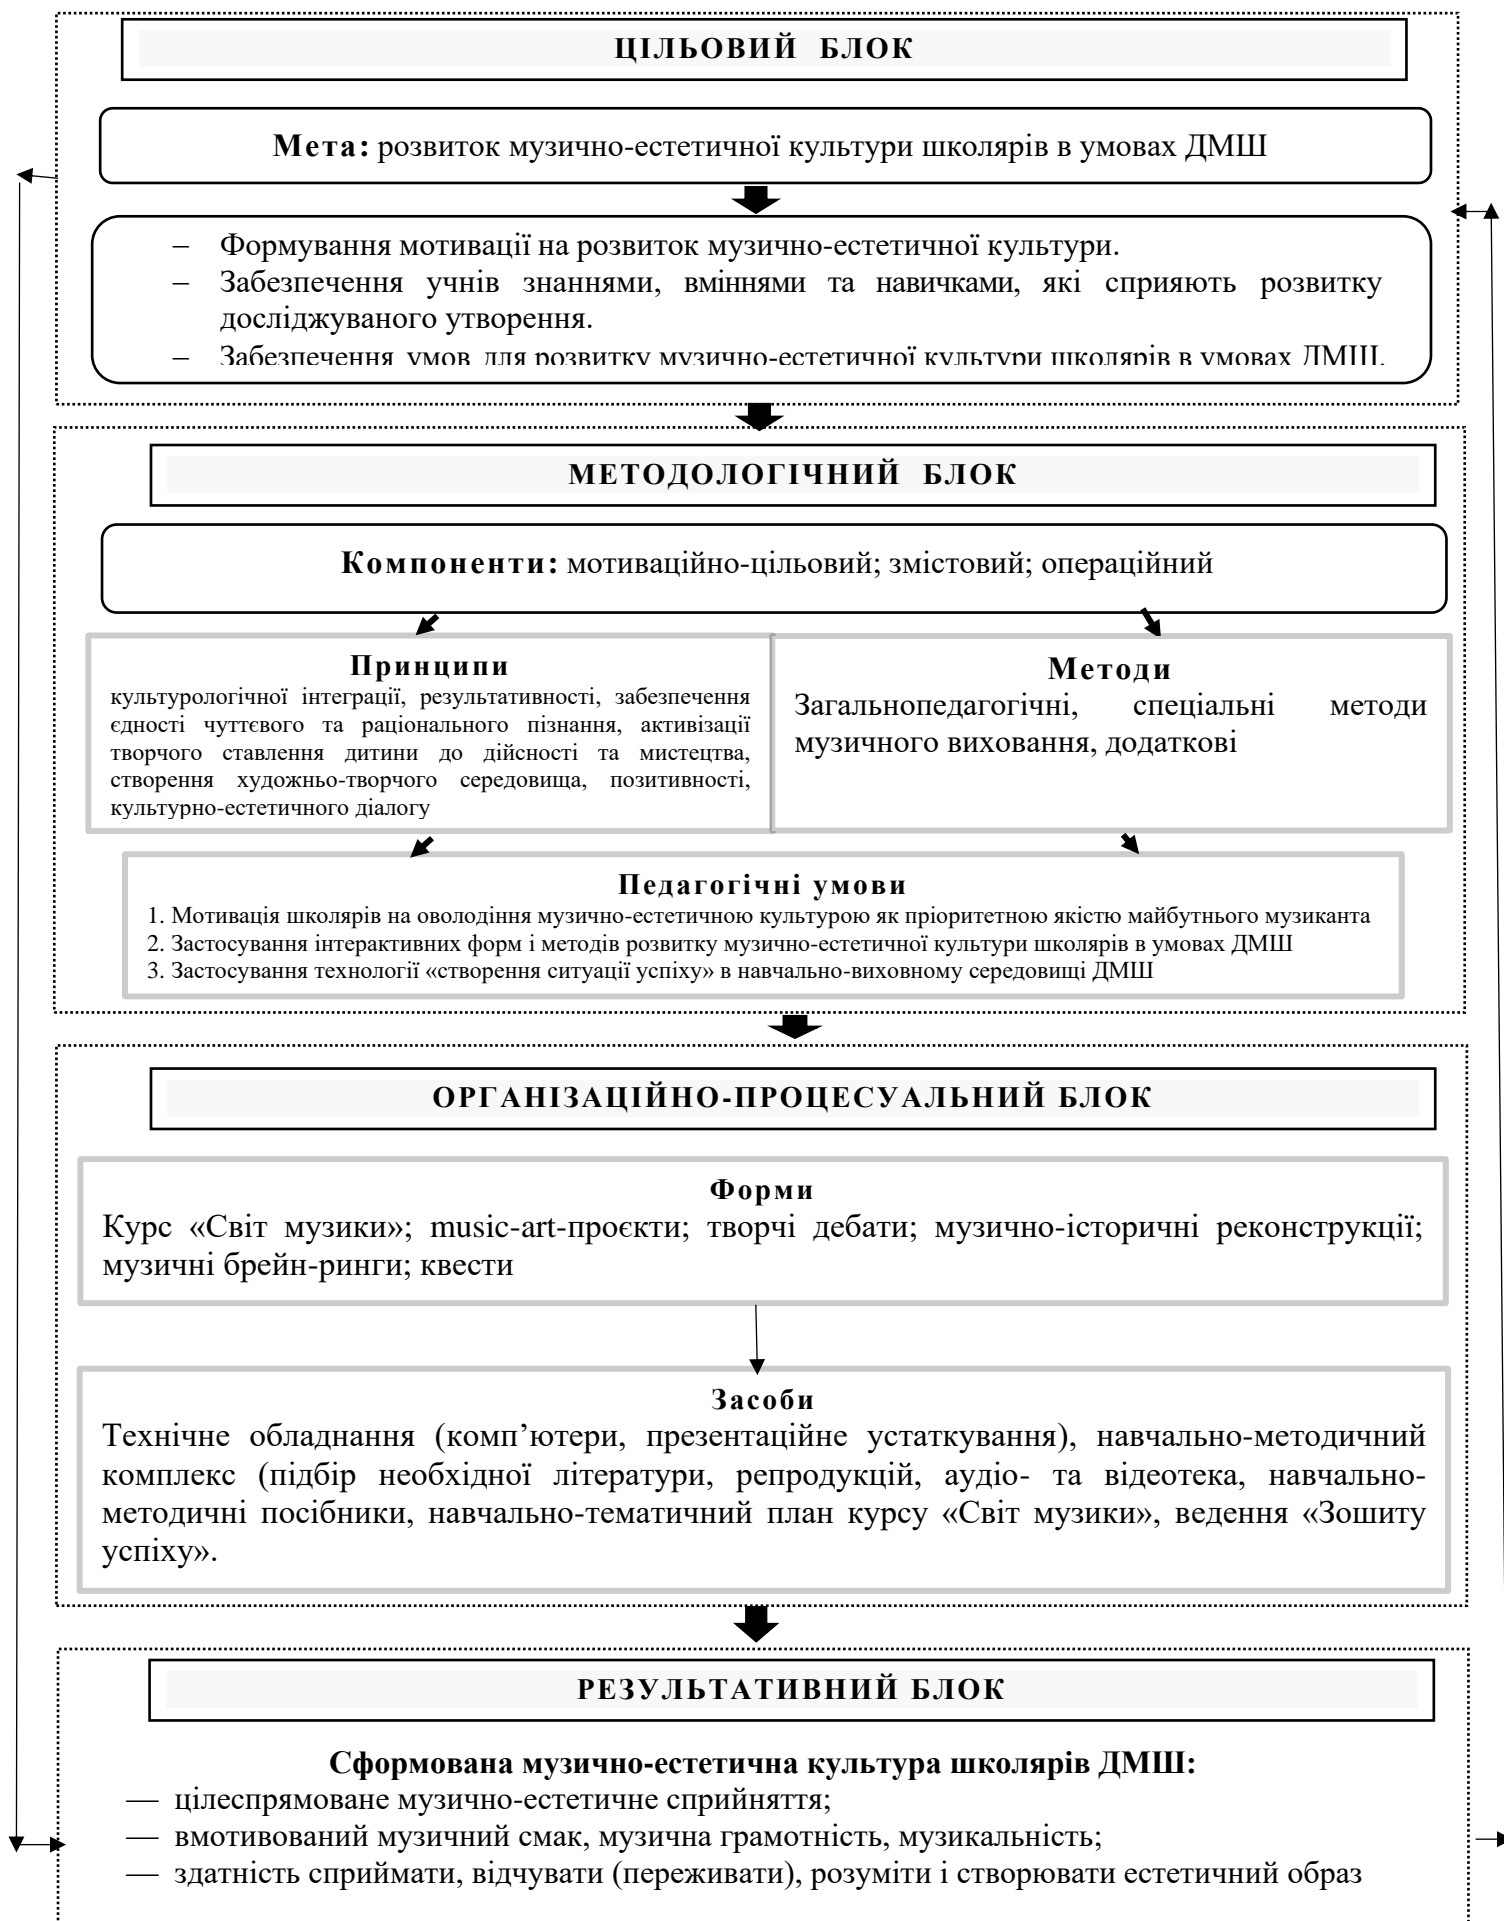 ЦІЛЬОВИЙ БЛОК
Мета: розвиток музично-естетичної культури школярів в умовах ДМШ
– Формування мотивації на розвиток музично-естетичної культури.
– Забезпечення учнів знаннями, вміннями та навичками, які сприяють розвитку
досліджуваного утворення.
– Забезпечення умов для розвитку музично-естетичної культури школярів в умовах ДМШ.
МЕТОДОЛОГІЧНИЙ БЛОК
Компоненти: мотиваційно-цільовий; змістовий; операційний
Принципи
культурологічної інтеграції, результативності, забезпечення
єдності чуттєвого та раціонального пізнання, активізації
творчого ставлення дитини до дійсності та мистецтва,
створення художньо-творчого середовища, позитивності,
культурно-естетичного діалогу
Методи
Загальнопедагогічні, спеціальні методи
музичного виховання, додаткові
Педагогічні умови
1. Мотивація школярів на оволодіння музично-естетичною культурою як пріоритетною якістю майбутнього музиканта
2. Застосування інтерактивних форм і методів розвитку музично-естетичної культури школярів в умовах ДМШ
3. Застосування технології «створення ситуації успіху» в навчально-виховному середовищі ДМШ
ОРГАНІЗАЦІЙНО-ПРОЦЕСУАЛЬНИЙ БЛОК
Форми
Курс «Світ музики»; music-art-проєкти; творчі дебати; музично-історичні реконструкції;
музичні брейн-ринги; квести
Засоби
Технічне обладнання (комп’ютери, презентаційне устаткування), навчально-методичний
комплекс (підбір необхідної літератури, репродукцій, аудіо- та відеотека, навчально-
методичні посібники, навчально-тематичний план курсу «Світ музики», ведення «Зошиту
успіху».
РЕЗУЛЬТАТИВНИЙ БЛОК
Сформована музично-естетична культура школярів ДМШ:
— цілеспрямоване музично-естетичне сприйняття;
— вмотивований музичний смак, музична грамотність, музикальність;
— здатність сприймати, відчувати (переживати), розуміти і створювати естетичний образ